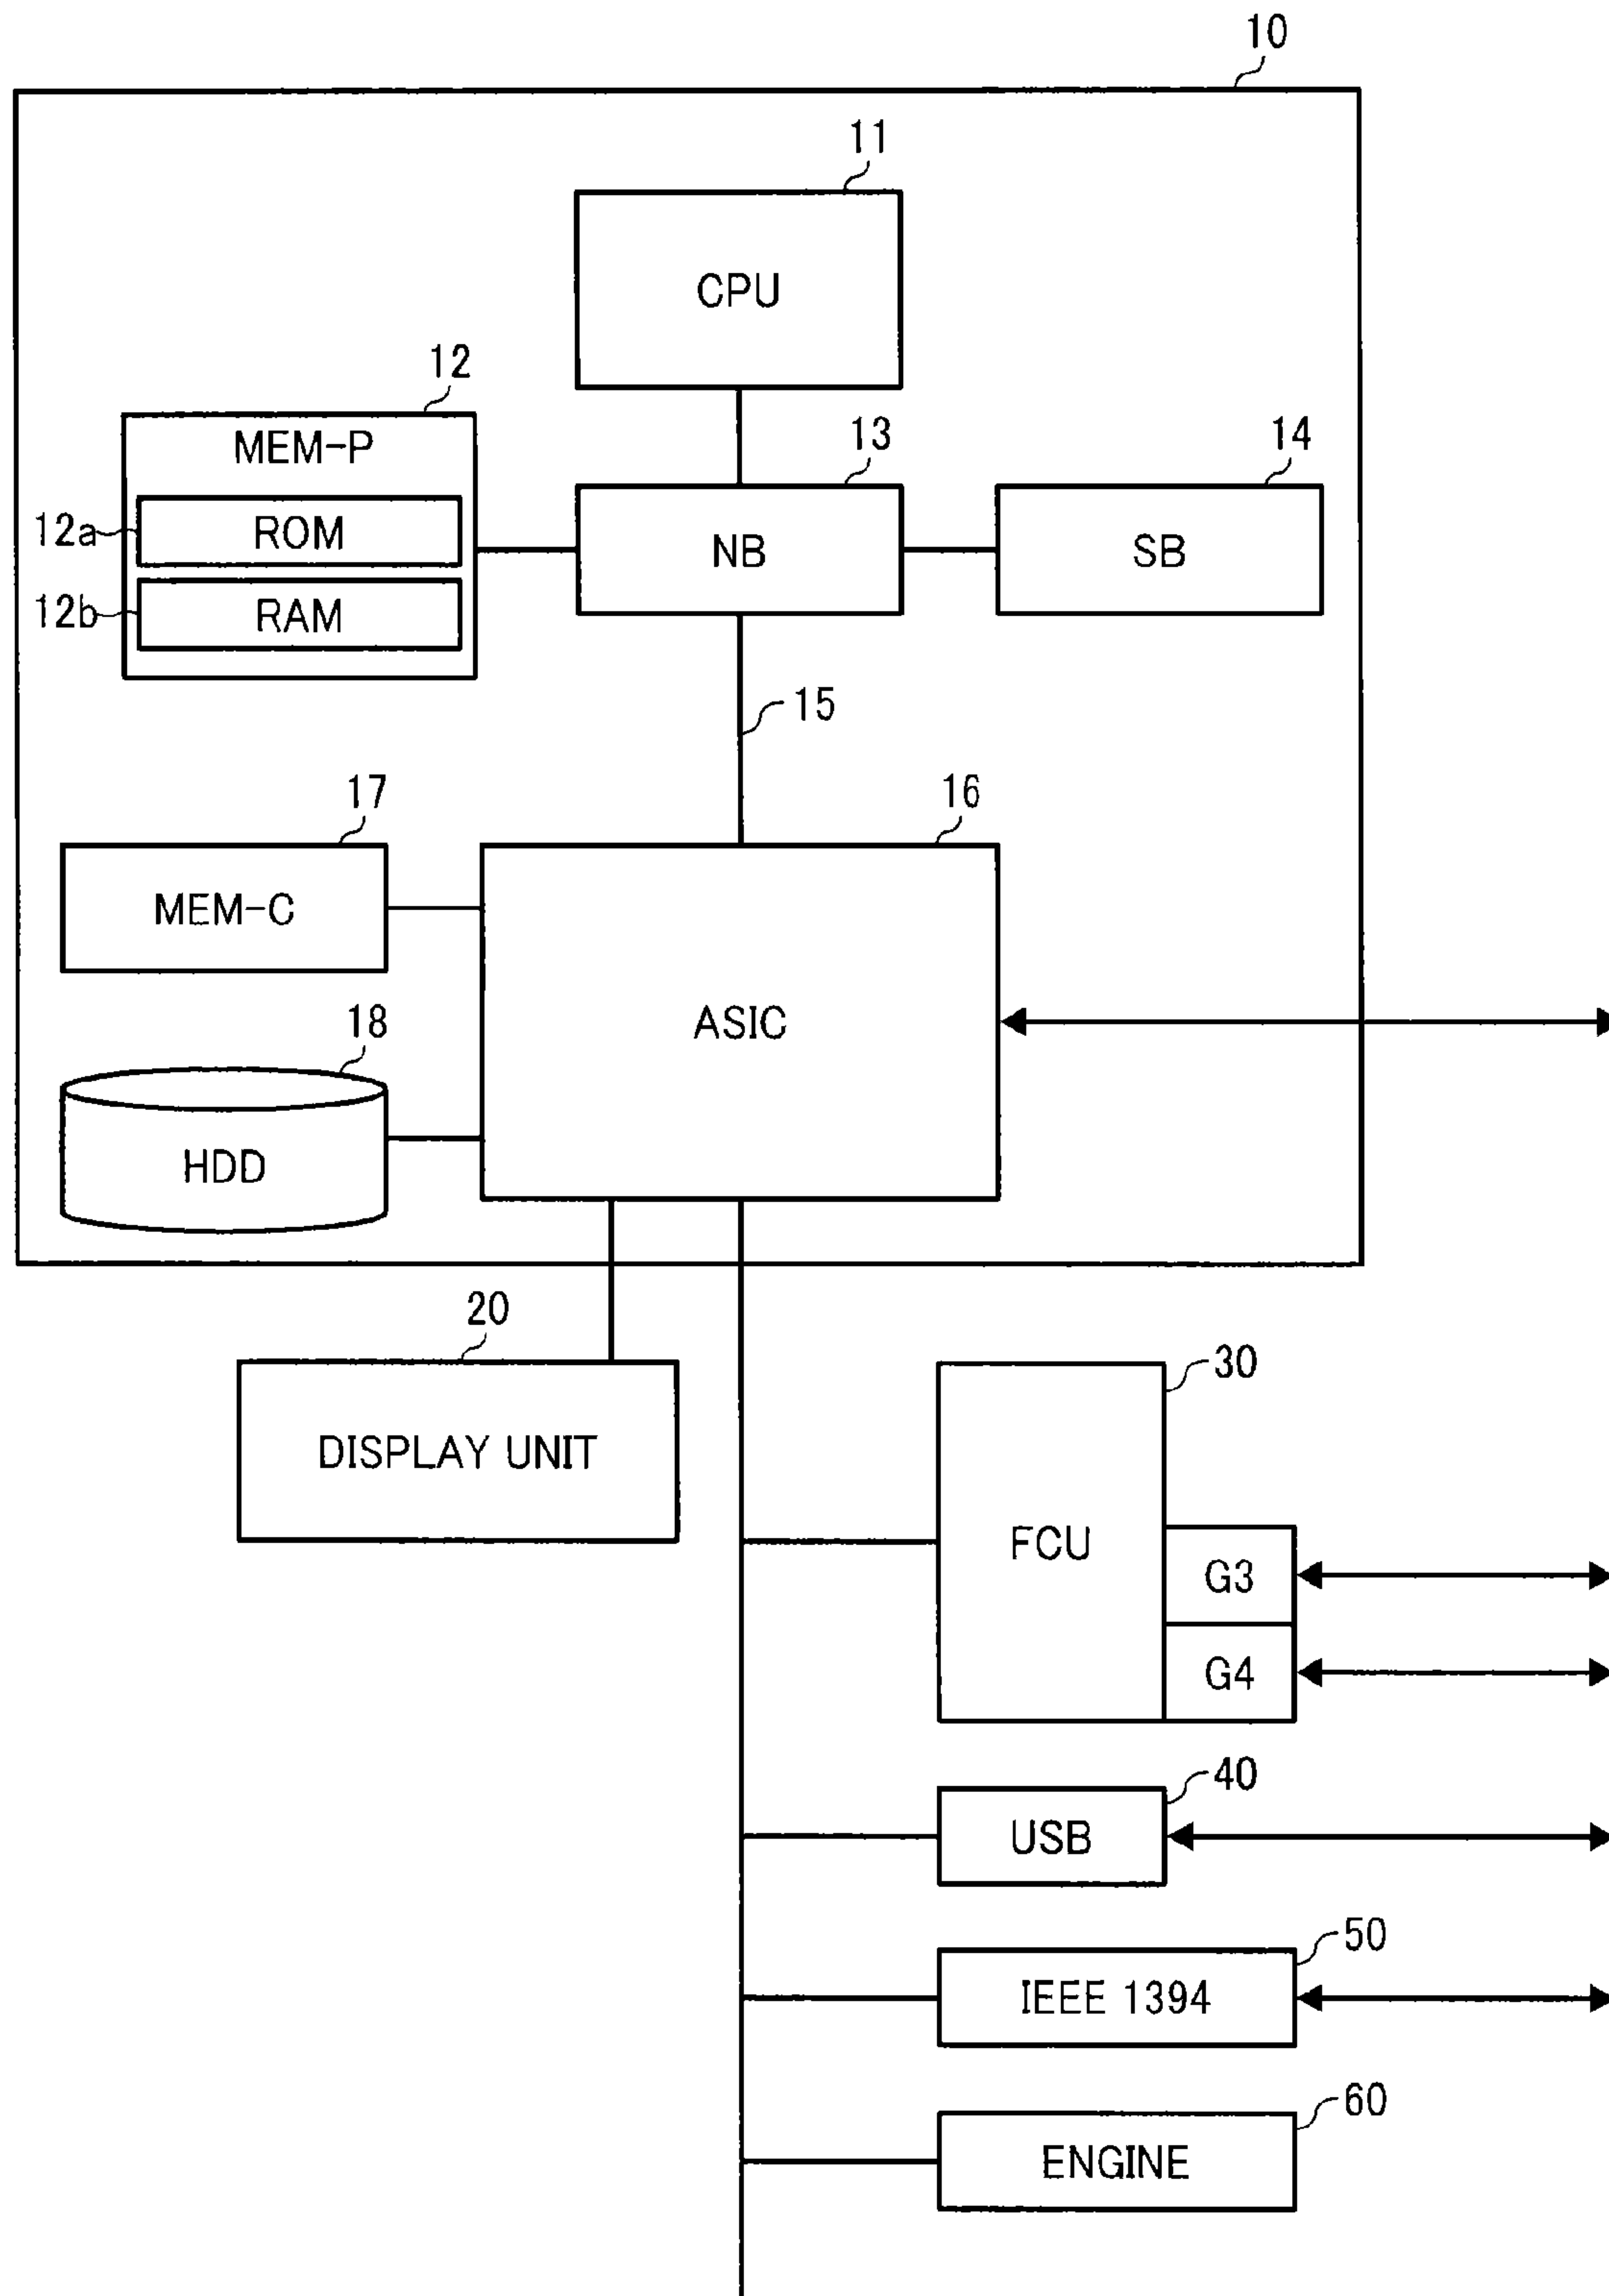 10
11
CPU
12
MEM-P
12a
ROM
12b
RAM
13
NB
14
SB
15
17
MEM-C
16
ASIC
18
HDD
20
DISPLAY UNIT
30
FCU
G3
G4
40
USB
50
IEEE 1394
60
ENGINE